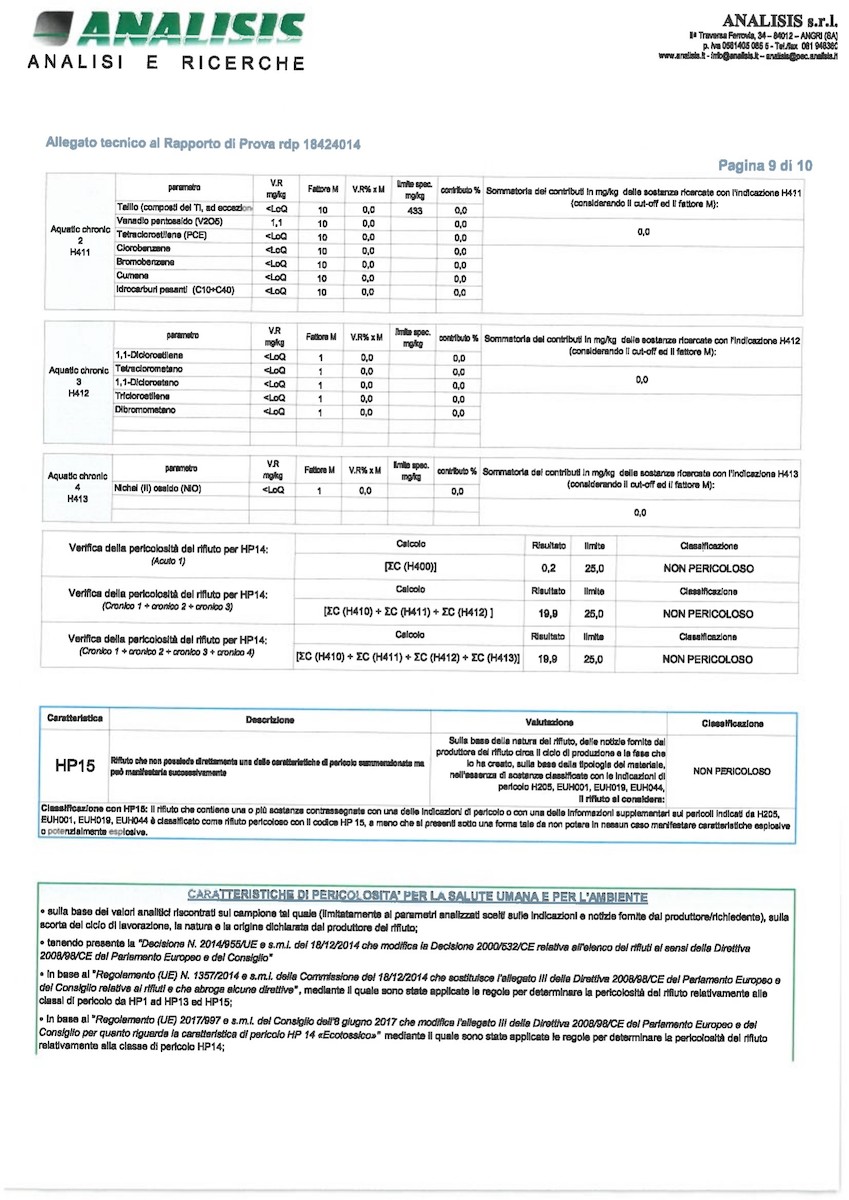 ANALISIS
ANALISI E RICERCHE
ANALISIS s.r.l.
IIª Traversa Ferrovia, 34 – 84012 – ANGRI (SA)
p. iva 0581405 065 5 - Tel./fax 081 948380
www.analisis.it - info@analisis.it – analisis@pec.analisis.it
Allegato tecnico al Rapporto di Prova rdp 18424014
Pagina 9 di 10
Aquatic chronic 2 H411
parametro V.R mg/kg Fattore M V.R% x M limite spec. mg/kg contributo % Sommatoria dei contributi in mg/kg delle sostanze ricercate con l'indicazione H411 (considerando il cut-off ed il fattore M):
Tallio (composti del Tl, ad eccezion <LoQ 10 0,0 433 0,0
Vanadio pentossido (V2O5) 1,1 10 0,0 0,0 0,0
Tetracloroetilene (PCE) <LoQ 10 0,0 0,0
Clorobenzene <LoQ 10 0,0 0,0
Bromobenzene <LoQ 10 0,0 0,0
Cumene <LoQ 10 0,0 0,0
Idrocarburi pesanti (C10÷C40) <LoQ 10 0,0 0,0
Aquatic chronic 3 H412
parametro V.R mg/kg Fattore M V.R% x M limite spec. mg/kg contributo % Sommatoria dei contributi in mg/kg delle sostanze ricercate con l'indicazione H412 (considerando il cut-off ed il fattore M):
1,1-Dicloroetilene <LoQ 1 0,0 0,0
Tetraclorometano <LoQ 1 0,0 0,0 0,0
1,1-Dicloroetano <LoQ 1 0,0 0,0
Tricloroetilene <LoQ 1 0,0 0,0
Dibromometano <LoQ 1 0,0 0,0
Aquatic chronic 4 H413
parametro V.R mg/kg Fattore M V.R% x M limite spec. mg/kg contributo % Sommatoria dei contributi in mg/kg delle sostanze ricercate con l'indicazione H413 (considerando il cut-off ed il fattore M):
Nichel (II) ossido (NiO) <LoQ 1 0,0 0,0
0,0
Verifica della pericolosità del rifiuto per HP14: Calcolo Risultato limite Classificazione
(Acuto 1) [ΣC (H400)] 0,2 25,0 NON PERICOLOSO
Verifica della pericolosità del rifiuto per HP14: Calcolo Risultato limite Classificazione
(Cronico 1 + cronico 2 + cronico 3) [ΣC (H410) + ΣC (H411) + ΣC (H412) ] 19,9 25,0 NON PERICOLOSO
Verifica della pericolosità del rifiuto per HP14: Calcolo Risultato limite Classificazione
(Cronico 1 + cronico 2 + cronico 3 + cronico 4) [ΣC (H410) + ΣC (H411) + ΣC (H412) + ΣC (H413)] 19,9 25,0 NON PERICOLOSO
Caratteristica Descrizione Valutazione Classificazione
HP15
Rifiuto che non possiede direttamente una delle caratteristiche di pericolo summenzionate ma
può manifestarla successivamente
Sulla base della natura del rifiuto, delle notizie fornite dal
produttore del rifiuto circa il ciclo di produzione e la fase che
lo ha creato, sulla base della tipologia del materiale,
nell'assenza di sostanze classificate con le indicazioni di
pericolo H205, EUH001, EUH019, EUH044,
il rifiuto si considera:
NON PERICOLOSO
Classificazione con HP15: Il rifiuto che contiene una o più sostanze contrassegnate con una delle indicazioni di pericolo o con una delle informazioni supplementari sui pericoli indicati da H205,
EUH001, EUH019, EUH044 è classificato come rifiuto pericoloso con il codice HP 15, a meno che si presenti sotto una forma tale da non potere in nessun caso manifestare caratteristiche esplosive
o potenzialmente esplosive.
CARATTERISTICHE DI PERICOLOSITA' PER LA SALUTE UMANA E PER L'AMBIENTE
• sulla base dei valori analitici riscontrati sul campione tal quale (limitatamente ai parametri analizzati scelti sulle indicazioni e notizie fornite dal produttore/richiedente), sulla
scorta del ciclo di lavorazione, la natura e la origine dichiarata dal produttore del rifiuto;
• tenendo presente la "Decisione N. 2014/955/UE e s.m.i. del 18/12/2014 che modifica la Decisione 2000/532/CE relativa all'elenco dei rifiuti ai sensi della Direttiva
2008/98/CE del Parlamento Europeo e del Consiglio"
• in base al "Regolamento (UE) N. 1357/2014 e s.m.i. della Commissione del 18/12/2014 che sostituisce l'allegato III della Direttiva 2008/98/CE del Parlamento Europeo e
del Consiglio relativa ai rifiuti e che abroga alcune direttive", mediante il quale sono state applicate le regole per determinare la pericolosità del rifiuto relativamente alle
classi di pericolo da HP1 ad HP13 ed HP15;
• in base al "Regolamento (UE) 2017/997 e s.m.i. del Consiglio dell'8 giugno 2017 che modifica l'allegato III della Direttiva 2008/98/CE del Parlamento Europeo e del
Consiglio per quanto riguarda la caratteristica di pericolo HP 14 «Ecotossico»" mediante il quale sono state applicate le regole per determinare la pericolosità del rifiuto
relativamente alla classe di pericolo HP14;